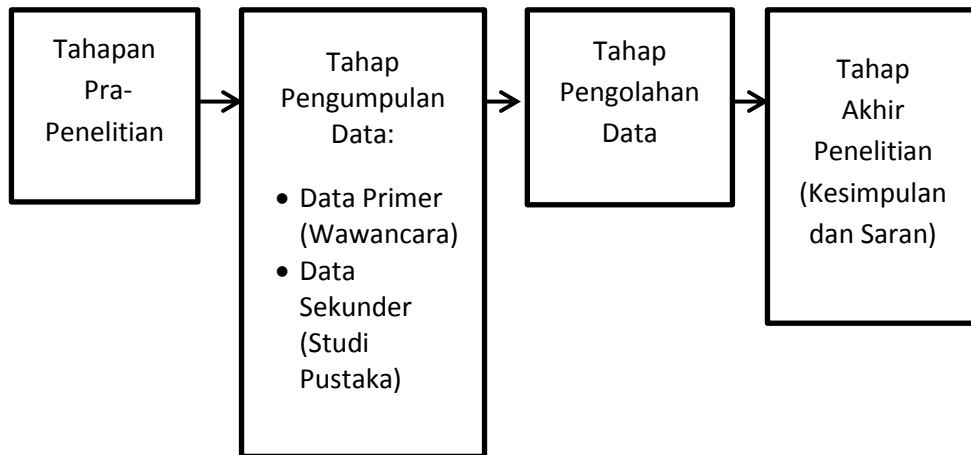 Tahapan
Pra-
Penelitian
Tahap
Pengumpulan
Data:
• Data Primer
(Wawancara)
• Data
Sekunder
(Studi
Pustaka)
Tahap
Pengolahan
Data
Tahap
Akhir
Penelitian
(Kesimpulan
dan Saran)